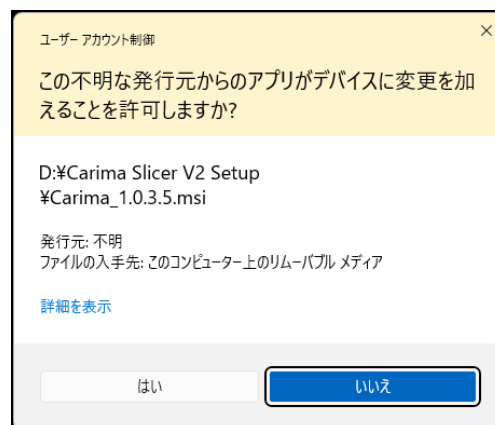 ユーザー アカウント制御
この不明な発行元からのアプリがデバイスに変更を加
えることを許可しますか?
D:¥Carima Slicer V2 Setup
¥Carima_1.0.3.5.msi
発行元: 不明
ファイルの入手先: このコンピューター上のリムーバブル メディア
詳細を表示
はい
いいえ